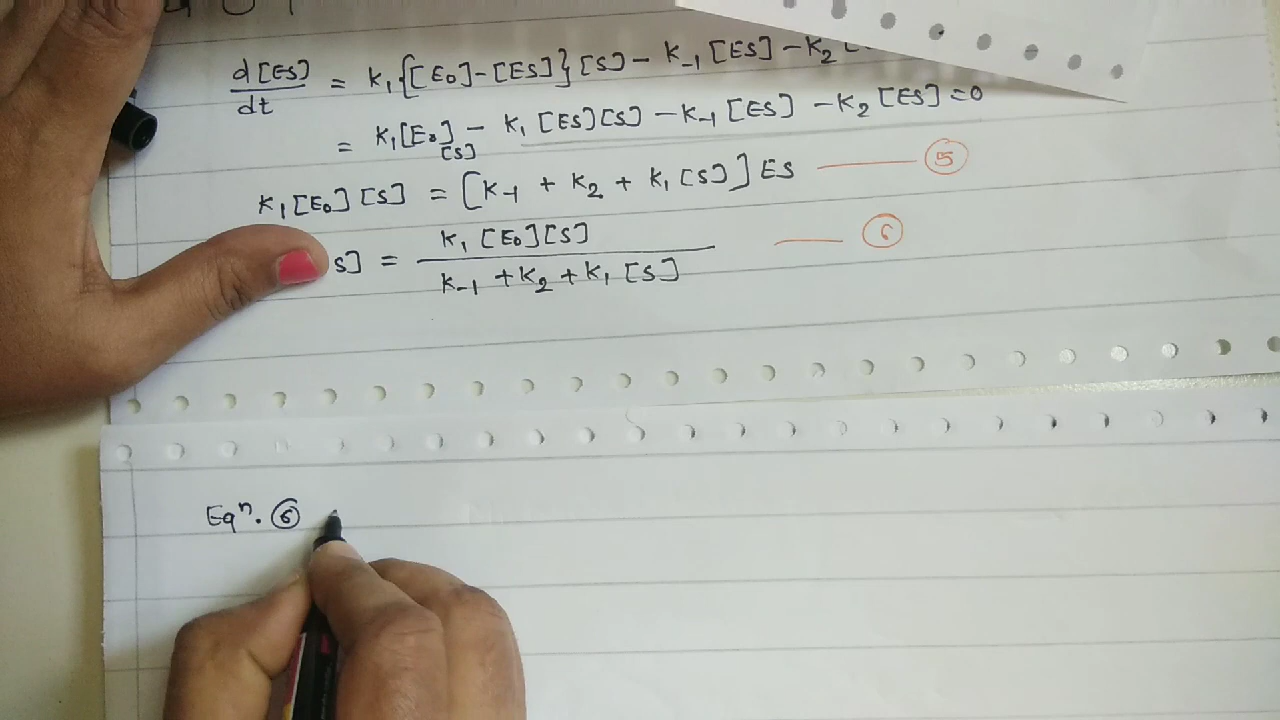 d[ES]/dt = K₁{[E₀]-[ES]}[S]- K₋₁[ES]-K₂
= K₁[E₀] - K₁ [ES][S] - K₋₁[ES] - K₂[ES]=0
[S]
K₁[E₀][S] = [K₋₁ + K₂ + K₁[S]]ES —— ⑤
S] = K₁[E₀][S] / K₋₁+K₂+K₁[S] —— ⑥
Eqⁿ. ⑥